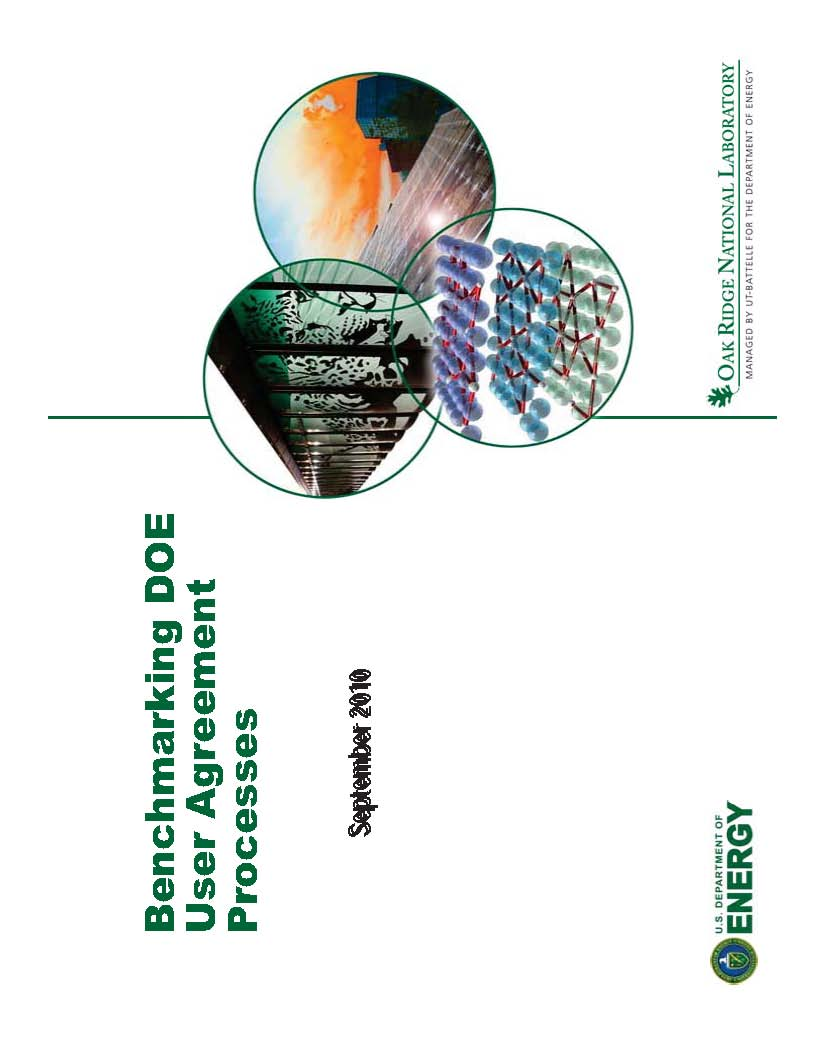 Benchmarking DOE
User Agreement
Processes
September 2010
U.S. DEPARTMENT OF
ENERGY
OAK RIDGE NATIONAL LABORATORY
MANAGED BY UT-BATTELLE FOR THE DEPARTMENT OF ENERGY